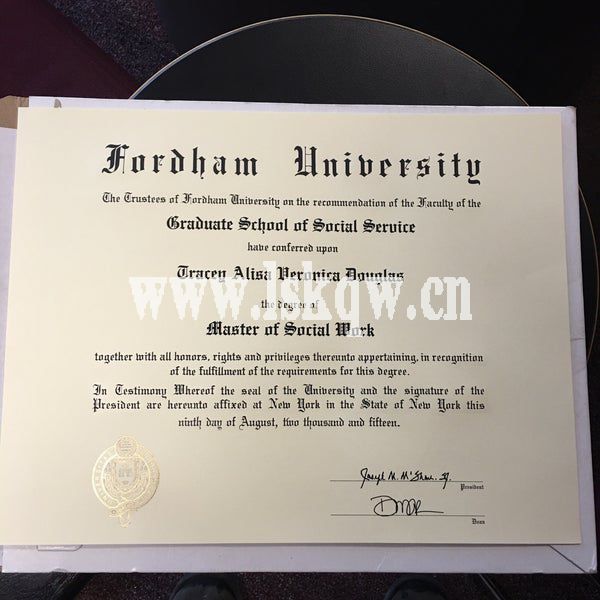 Fordham University
The Trustees of Fordham University on the recommendation of the Faculty of the
Graduate School of Social Service
have conferred upon
Tracey Alisa Veronica Douglas
www.lskqw.cn
the degree of
Master of Social Work
together with all honors, rights and privileges thereunto appertaining, in recognition
of the fulfillment of the requirements for this degree.
In Testimony Whereof the seal of the University and the signature of the
President are hereunto affixed at New York in the State of New York this
ninth day of August, two thousand and fifteen.
President
Dean